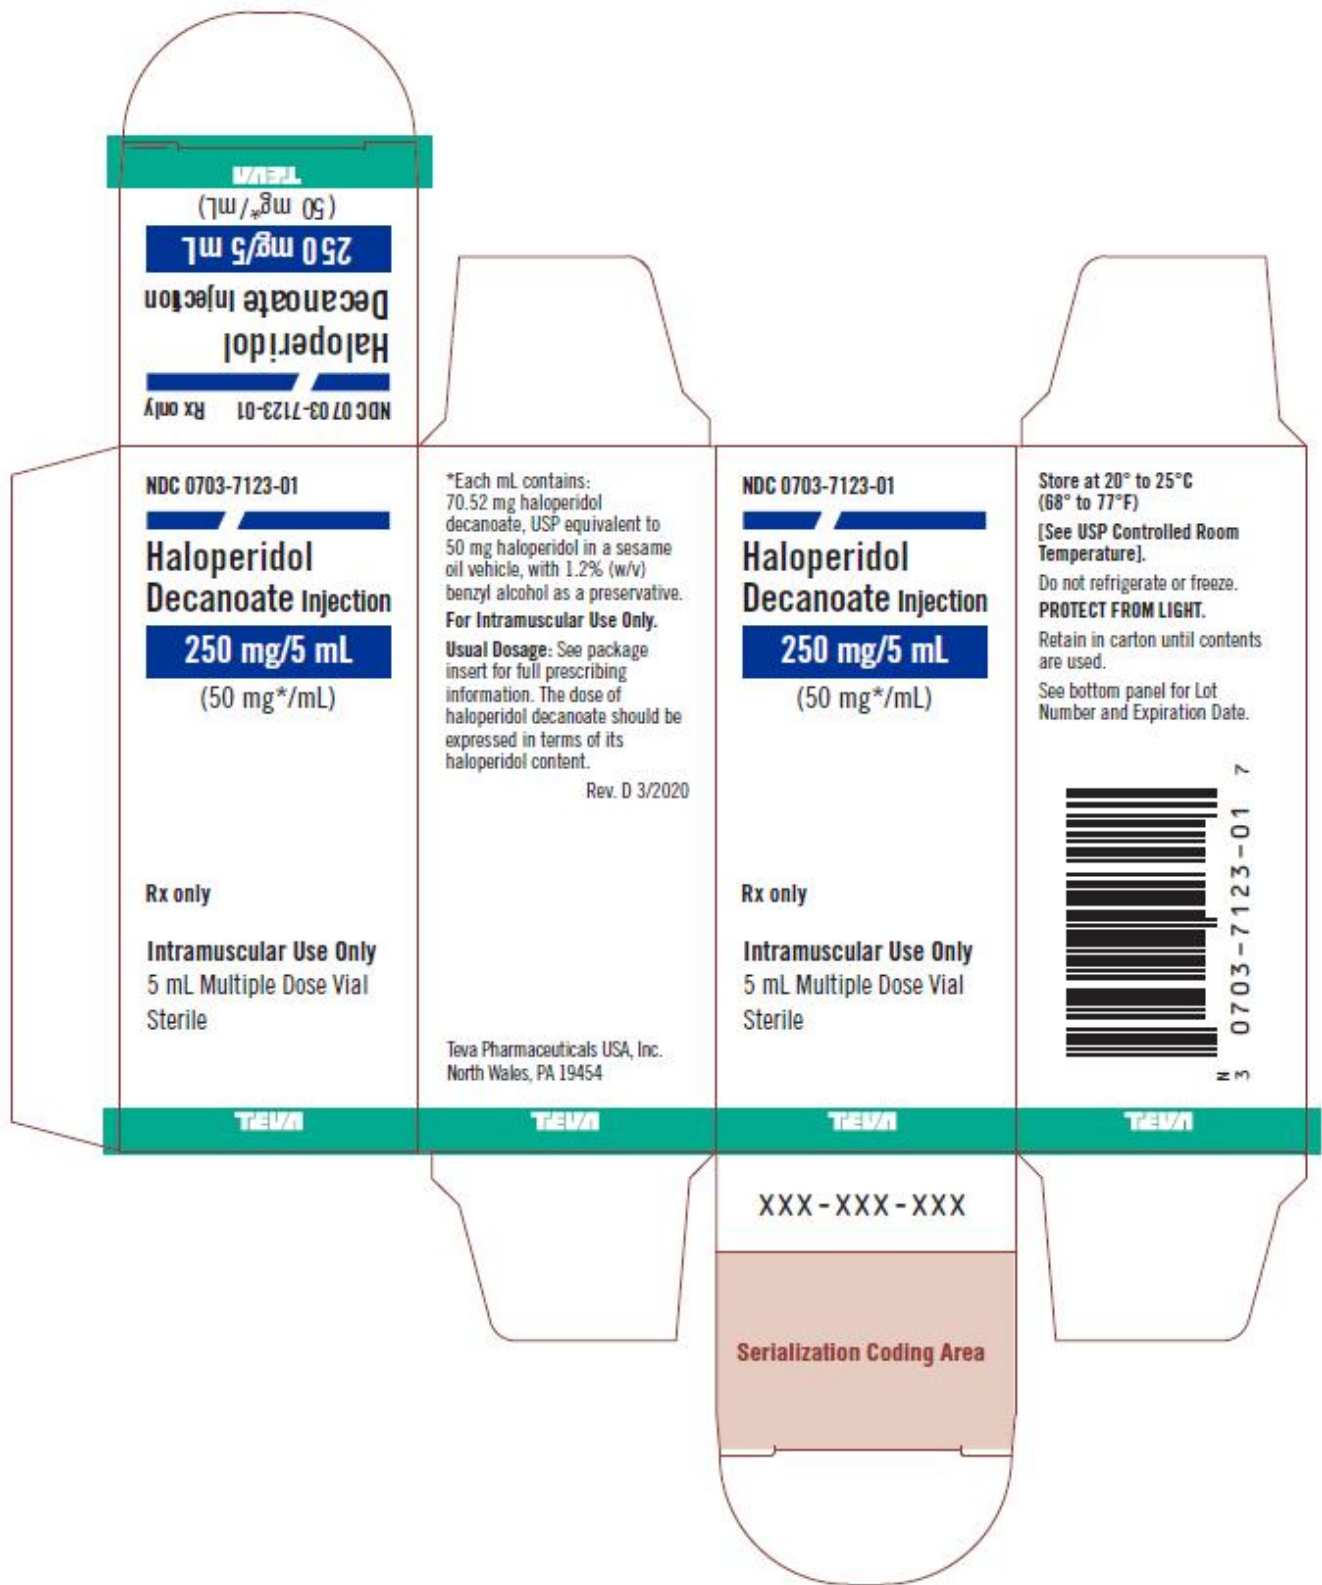 TEVA
(50 mg*/mL)
250 mg/5 mL
Decanoate Injection
Haloperidol
NDC 0703-7123-01 Rx only
NDC 0703-7123-01
Haloperidol
Decanoate Injection
250 mg/5 mL
(50 mg*/mL)
Rx only
Intramuscular Use Only
5 mL Multiple Dose Vial
Sterile
TEVA
*Each mL contains:
70.52 mg haloperidol
decanoate, USP equivalent to
50 mg haloperidol in a sesame
oil vehicle, with 1.2% (w/v)
benzyl alcohol as a preservative.
For Intramuscular Use Only.
Usual Dosage: See package
insert for full prescribing
information. The dose of
haloperidol decanoate should be
expressed in terms of its
haloperidol content.
Rev. D 3/2020
Teva Pharmaceuticals USA, Inc.
North Wales, PA 19454
TEVA
NDC 0703-7123-01
Haloperidol
Decanoate Injection
250 mg/5 mL
(50 mg*/mL)
Rx only
Intramuscular Use Only
5 mL Multiple Dose Vial
Sterile
TEVA
Store at 20° to 25°C
(68° to 77°F)
[See USP Controlled Room
Temperature].
Do not refrigerate or freeze.
PROTECT FROM LIGHT.
Retain in carton until contents
are used.
See bottom panel for Lot
Number and Expiration Date.
N
3 0703-7123-01 7
TEVA
XXX-XXX-XXX
Serialization Coding Area